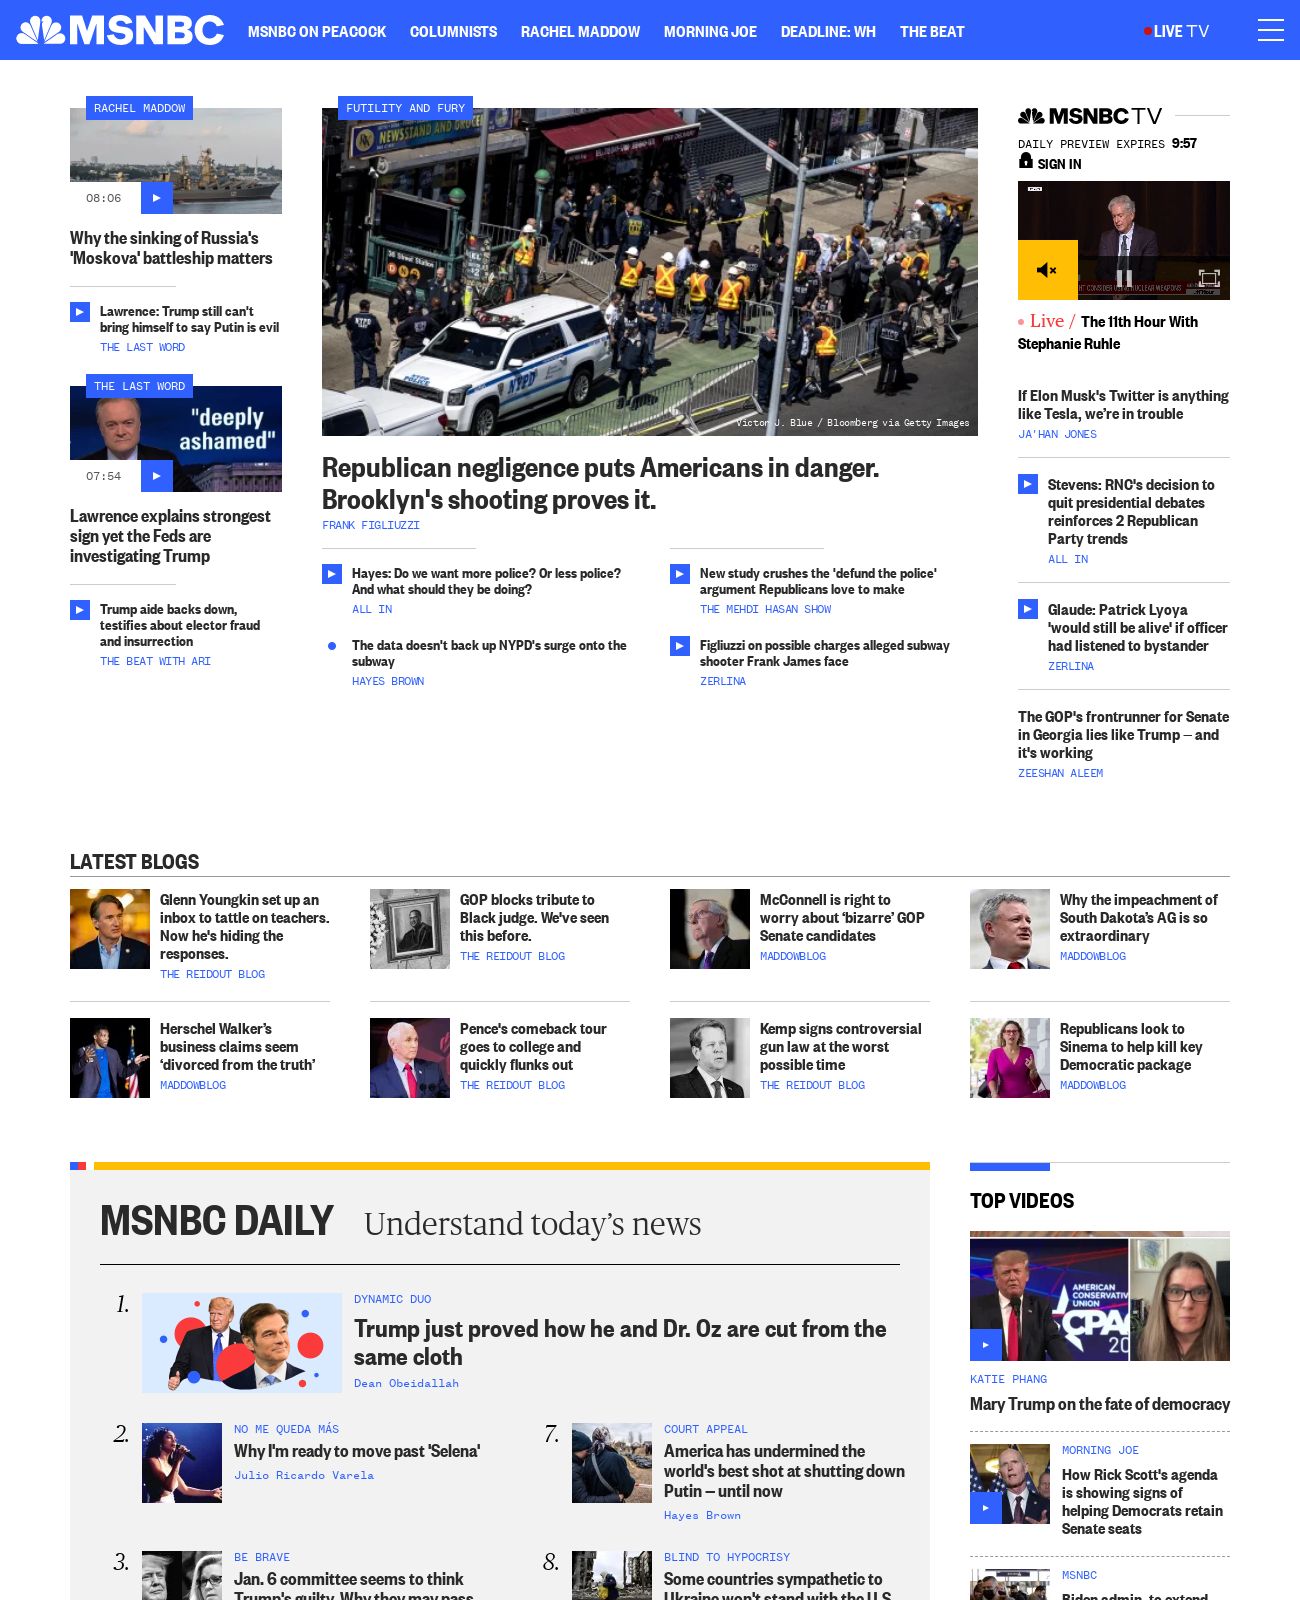 MSNBC
MSNBC ON PEACOCK
COLUMNISTS
RACHEL MADDOW
MORNING JOE
DEADLINE: WH
THE BEAT
LIVE TV
RACHEL MADDOW
08:06
Why the sinking of Russia's
'Moskova' battleship matters
Lawrence: Trump still can't
bring himself to say Putin is evil
THE LAST WORD
THE LAST WORD
"deeply
ashamed"
07:54
Lawrence explains strongest
sign yet the Feds are
investigating Trump
Trump aide backs down,
testifies about elector fraud
and insurrection
THE BEAT WITH ARI
FUTILITY AND FURY
NEWSSTAND AND GROCE
36 Street Station
D N R
NYPD
POLICE
Victor J. Blue / Bloomberg via Getty Images
Republican negligence puts Americans in danger.
Brooklyn's shooting proves it.
FRANK FIGLIUZZI
Hayes: Do we want more police? Or less police?
And what should they be doing?
ALL IN
New study crushes the 'defund the police'
argument Republicans love to make
THE MEHDI HASAN SHOW
The data doesn't back up NYPD's surge onto the
subway
HAYES BROWN
Figliuzzi on possible charges alleged subway
shooter Frank James face
ZERLINA
MSNBC TV
DAILY PREVIEW EXPIRES 9:57
SIGN IN
Live / The 11th Hour With
Stephanie Ruhle
If Elon Musk's Twitter is anything
like Tesla, we’re in trouble
JA'HAN JONES
Stevens: RNC's decision to
quit presidential debates
reinforces 2 Republican
Party trends
ALL IN
Glaude: Patrick Lyoya
'would still be alive' if officer
had listened to bystander
ZERLINA
The GOP's frontrunner for Senate
in Georgia lies like Trump — and
it's working
ZEESHAN ALEEM
LATEST BLOGS
Glenn Youngkin set up an
inbox to tattle on teachers.
Now he's hiding the
responses.
THE REIDOUT BLOG
GOP blocks tribute to
Black judge. We've seen
this before.
THE REIDOUT BLOG
McConnell is right to
worry about ‘bizarre’ GOP
Senate candidates
MADDOWBLOG
Why the impeachment of
South Dakota’s AG is so
extraordinary
MADDOWBLOG
Herschel Walker’s
business claims seem
‘divorced from the truth’
MADDOWBLOG
Pence's comeback tour
goes to college and
quickly flunks out
THE REIDOUT BLOG
Kemp signs controversial
gun law at the worst
possible time
THE REIDOUT BLOG
Republicans look to
Sinema to help kill key
Democratic package
MADDOWBLOG
MSNBC DAILY Understand today’s news
1.
DYNAMIC DUO
Trump just proved how he and Dr. Oz are cut from the
same cloth
Dean Obeidallah
2.
NO ME QUEDA MÁS
Why I'm ready to move past 'Selena'
Julio Ricardo Varela
7.
COURT APPEAL
America has undermined the
world's best shot at shutting down
Putin — until now
Hayes Brown
3.
BE BRAVE
Jan. 6 committee seems to think
Trump's guilty. Why they may pass
8.
BLIND TO HYPOCRISY
Some countries sympathetic to
Ukraine won't stand with the U.S.
TOP VIDEOS
AMERICAN
CONSERVATIV
UNION
CPAC
20
KATIE PHANG
Mary Trump on the fate of democracy
MORNING JOE
How Rick Scott's agenda
is showing signs of
helping Democrats retain
Senate seats
MSNBC
Biden admin. to extend